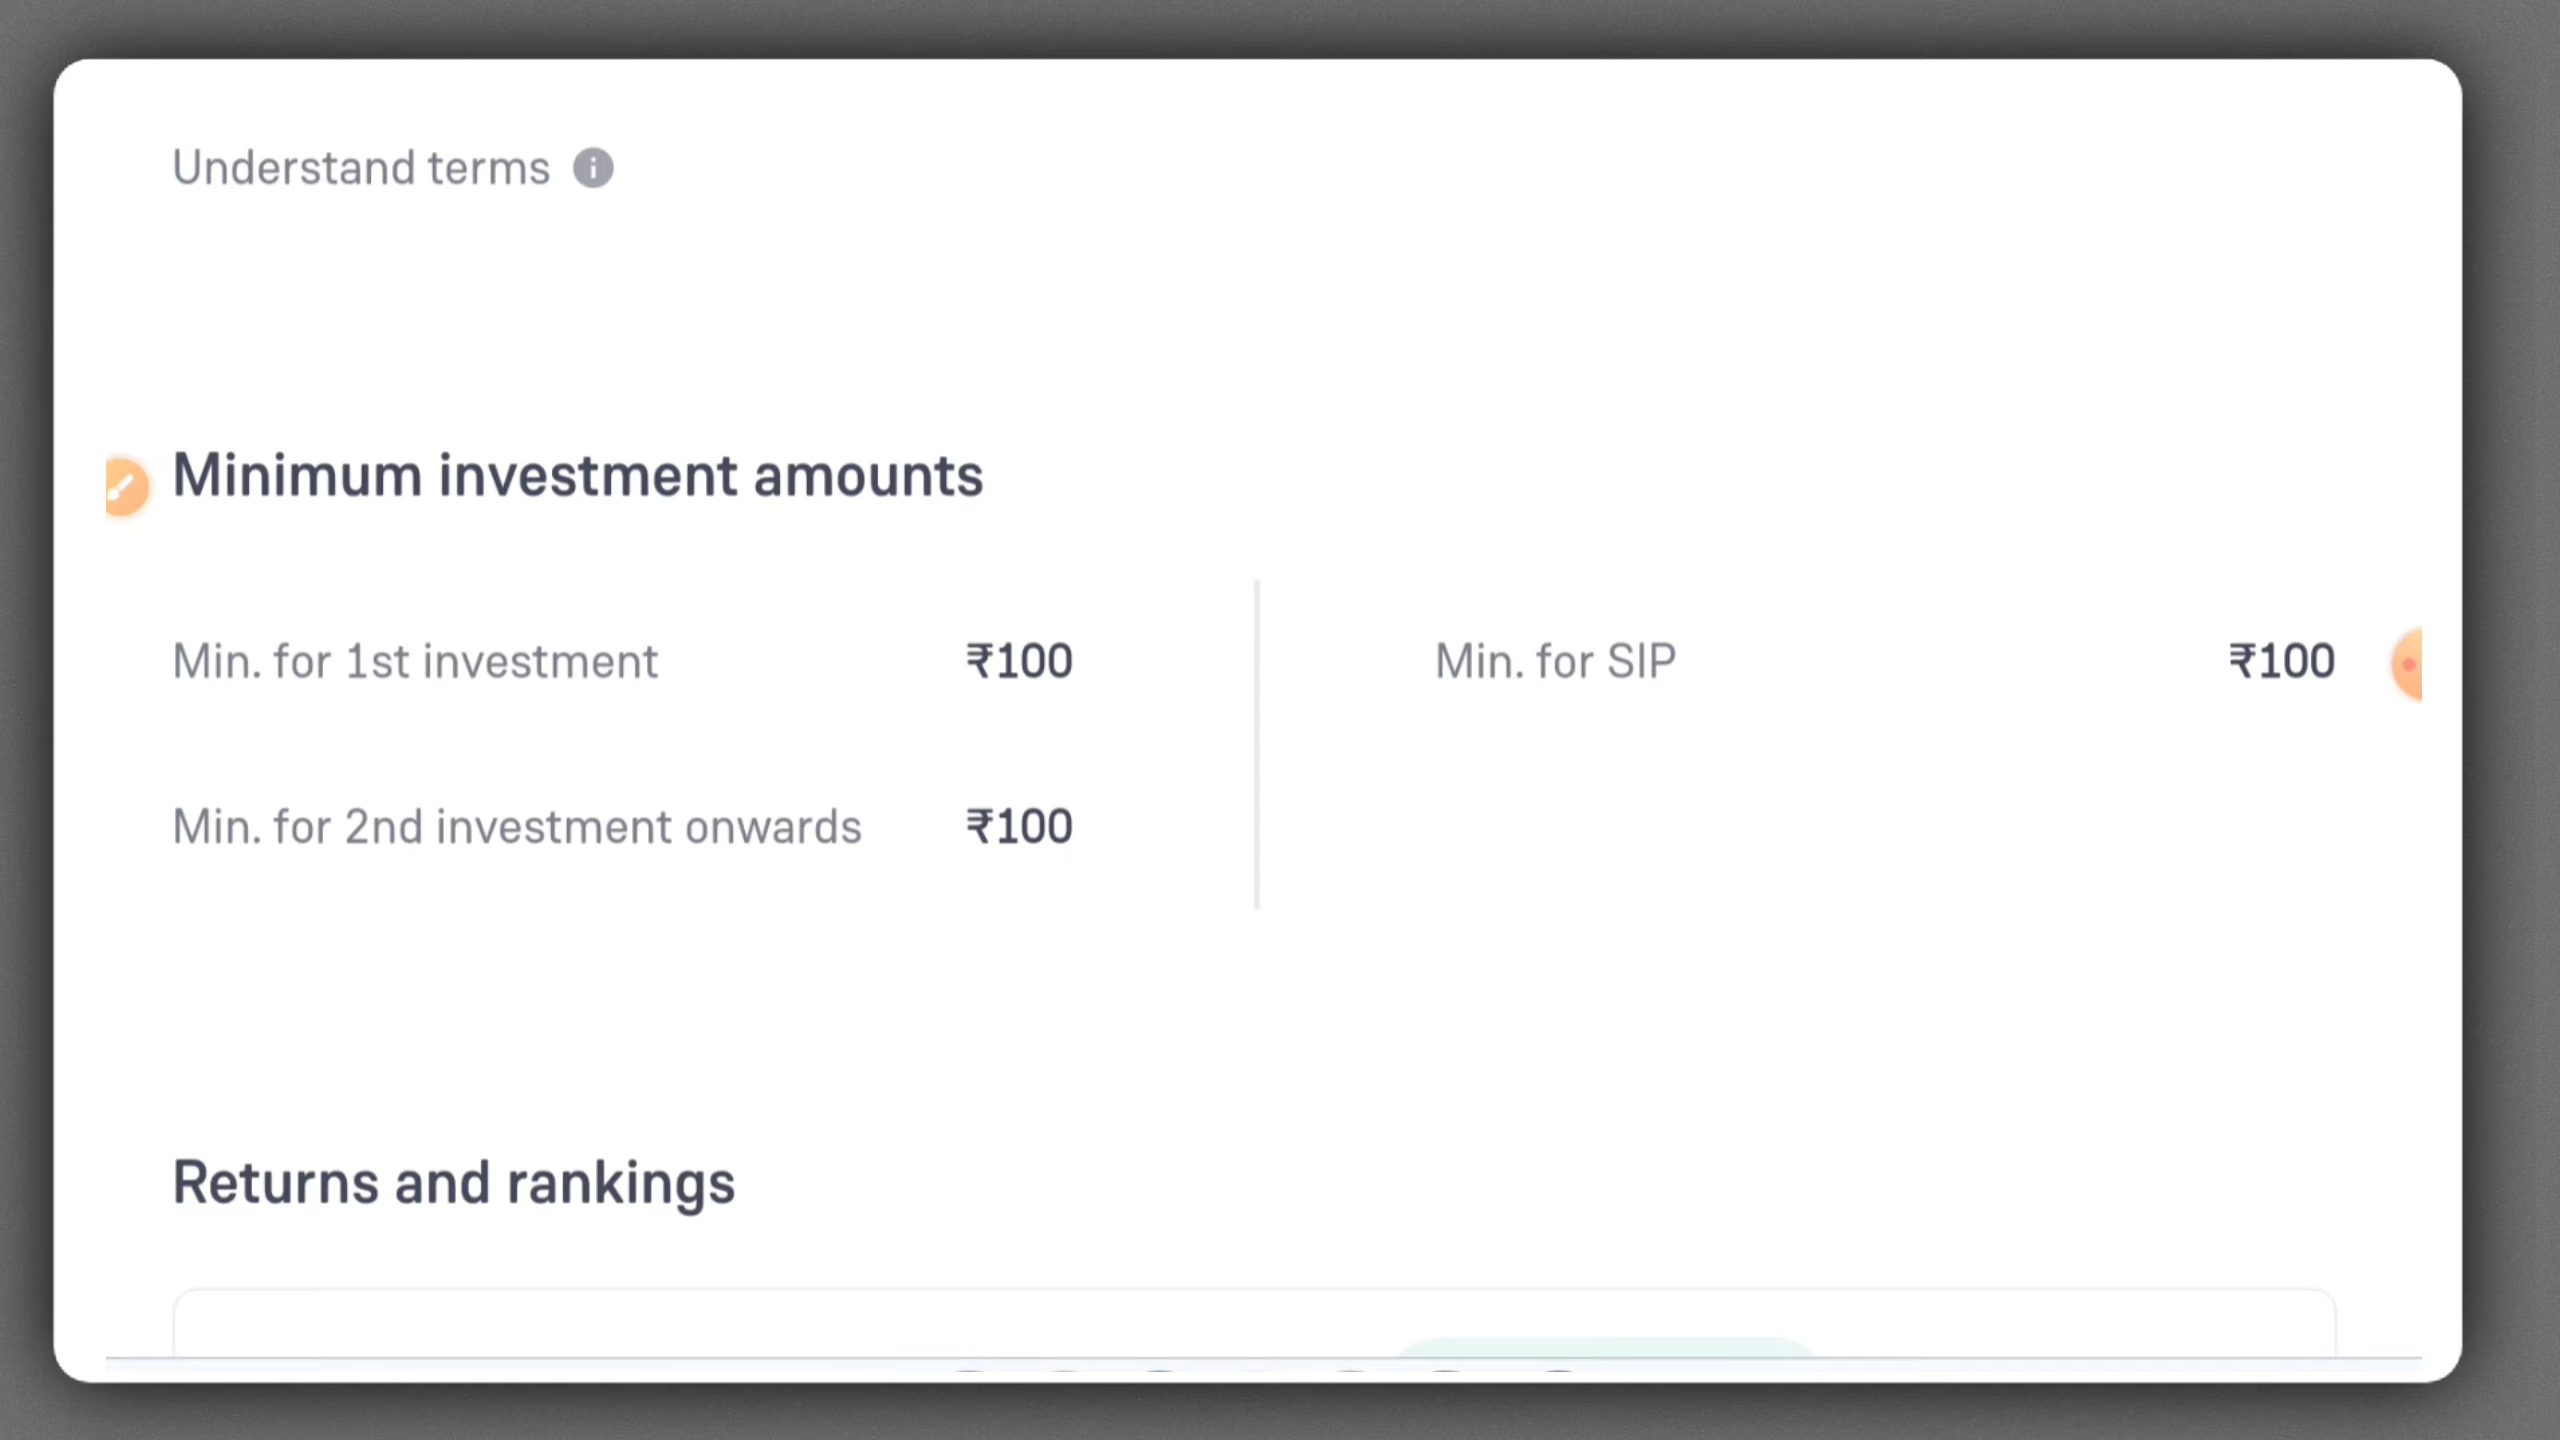 Understand terms
Minimum investment amounts
Min. for 1st investment ₹100
Min. for SIP ₹100
Min. for 2nd investment onwards ₹100
Returns and rankings